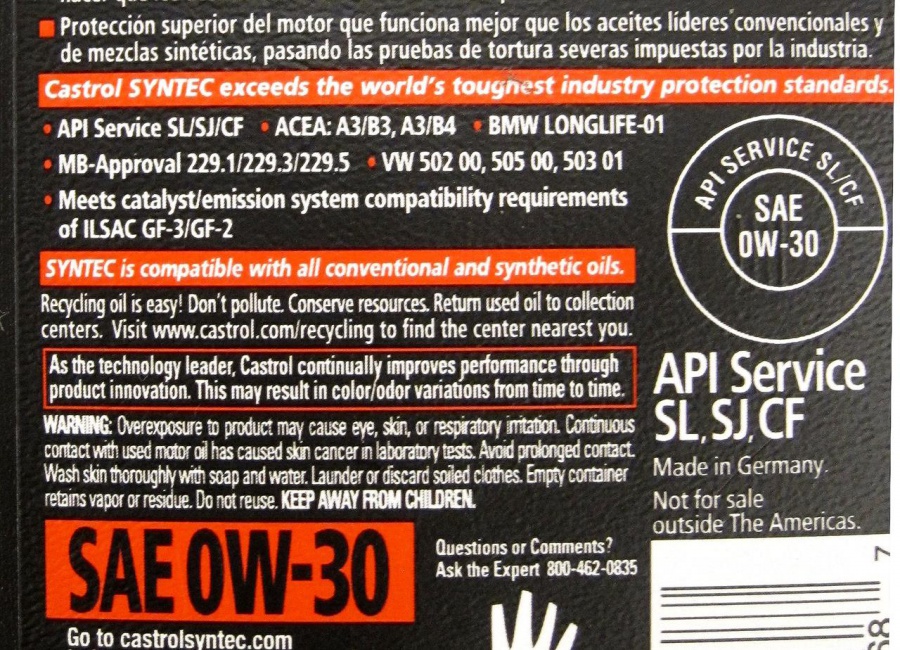 Protección superior del motor que funciona mejor que los aceites líderes convencionales y
de mezclas sintéticas, pasando las pruebas de tortura severas impuestas por la industria.
Castrol SYNTEC exceeds the world's toughest industry protection standards.
• API Service SL/SJ/CF • ACEA: A3/B3, A3/B4 • BMW LONGLIFE-01
• MB-Approval 229.1/229.3/229.5 • VW 502 00, 505 00, 503 01
• Meets catalyst/emission system compatibility requirements
of ILSAC GF-3/GF-2
API SERVICE SL/CF
SAE
0W-30
SYNTEC is compatible with all conventional and synthetic oils.
Recycling oil is easy! Don't pollute. Conserve resources. Return used oil to collection
centers. Visit www.castrol.com/recycling to find the center nearest you.
As the technology leader, Castrol continually improves performance through
product innovation. This may result in color/odor variations from time to time.
WARNING: Overexposure to product may cause eye, skin, or respiratory irritation. Continuous
contact with used motor oil has caused skin cancer in laboratory tests. Avoid prolonged contact.
Wash skin thoroughly with soap and water. Launder or discard soiled clothes. Empty container
retains vapor or residue. Do not reuse. KEEP AWAY FROM CHILDREN.
API Service
SL, SJ, CF
Made in Germany.
Not for sale
outside The Americas.
SAE 0W-30
Questions or Comments?
Ask the Expert 800-462-0835
Go to castrolsyntec.com
7